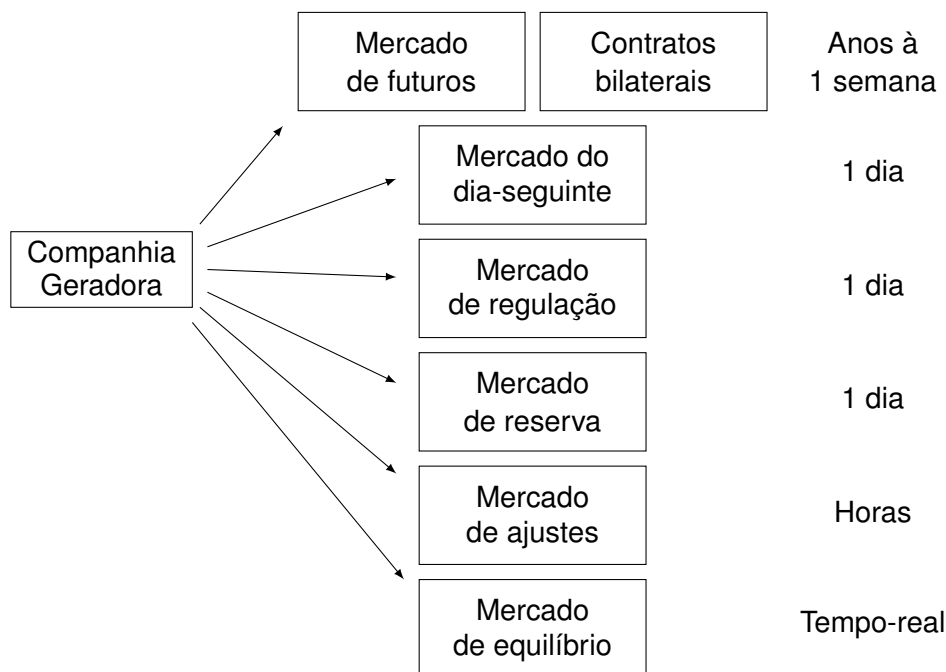 Mercado
de futuros
Contratos
bilaterais
Anos à
1 semana
Mercado do
dia-seguinte
1 dia
Companhia
Geradora
Mercado
de regulação
1 dia
Mercado
de reserva
1 dia
Mercado
de ajustes
Horas
Mercado
de equilíbrio
Tempo-real